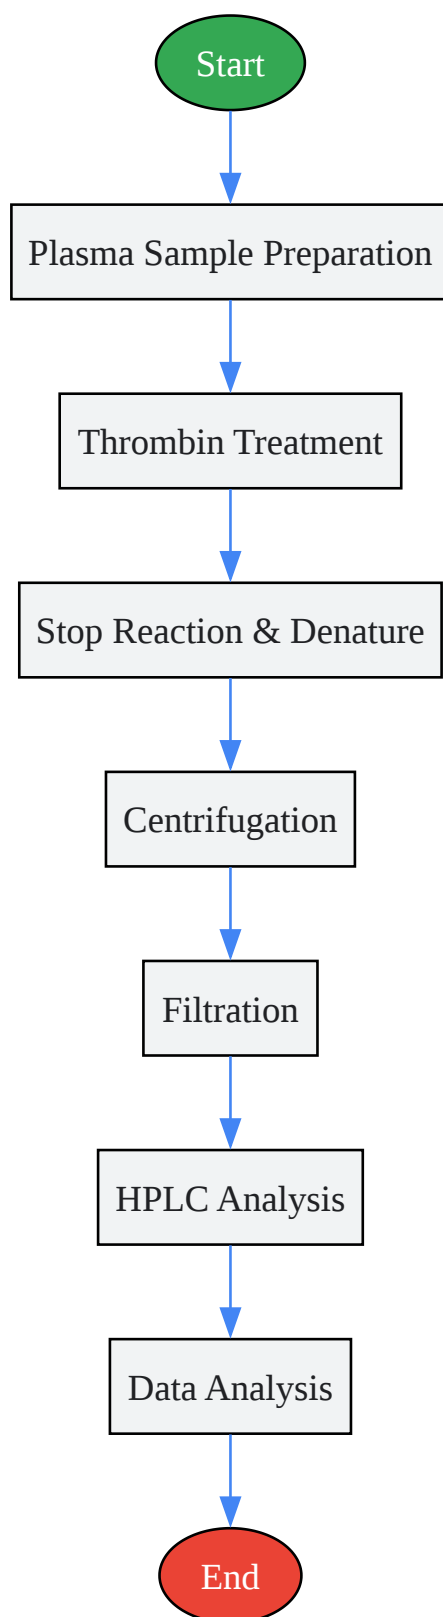 Start
Plasma Sample Preparation
Thrombin Treatment
Stop Reaction & Denature
Centrifugation
Filtration
HPLC Analysis
Data Analysis
End